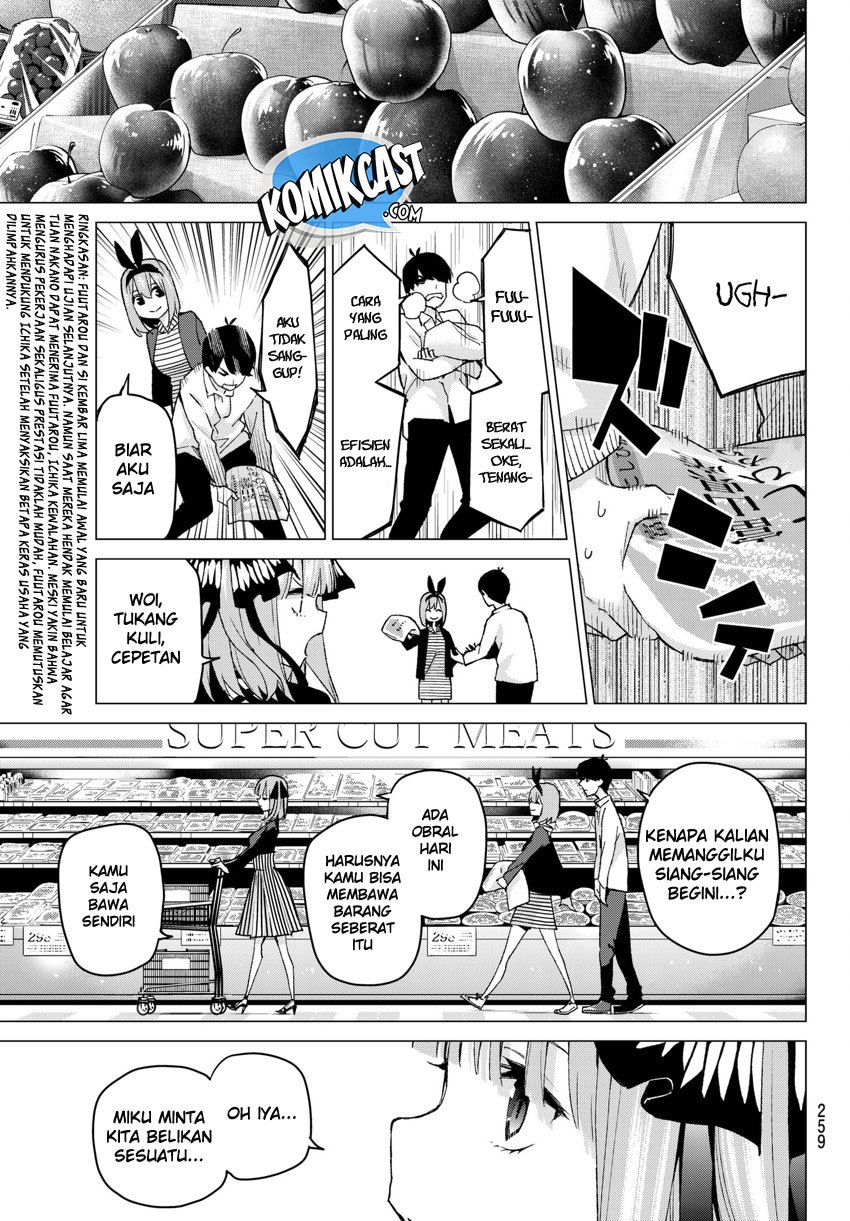 KOMIKCAST
.COM
UGH-
FUU-
FUUU-
BERAT
SEKALI... OKE,
TENANG-
CARA
YANG
PALING
EFISIEN
ADALAH...
AKU
TIDAK
SANG-
GUP!
BIAR
AKU
SAJA
RINGKASAN: FUUTAROU DAN SI KEMBAR LIMA MEMULAI AWAL YANG BARU UNTUK
MENGHADAPI UJIAN SELANJUTNYA. NAMUN SAAT MEREKA HENDAK MEMULAI BELAJAR AGAR
TUAN NAKANO DAPAT MENERIMA FUUTAROU, ICHIKA KEWALAHAN. MESKI YAKIN BAHWA
MENGURUS PEKERJAAN SEKALIGUS PRESTASI TIDAKLAH MUDAH, FUUTAROU MEMUTUSKAN
UNTUK MENDUKUNG ICHIKA SETELAH MENYAKSIKAN BETAPA KERAS USAHA YANG
DILIMPAHKANNYA.
WOI,
TUKANG
KULI,
CEPETAN
SUPER CUT MEATS
KENAPA KALIAN
MEMANGGILKU
SIANG-SIANG
BEGINI...?
ADA
OBRAL
HARI
INI
HARUSNYA
KAMU BISA
MEMBAWA
BARANG
SEBERAT
ITU
KAMU
SAJA
BAWA
SENDIRI
298
298
OH IYA...
MIKU MINTA
KITA BELIKAN
SESUATU...
259